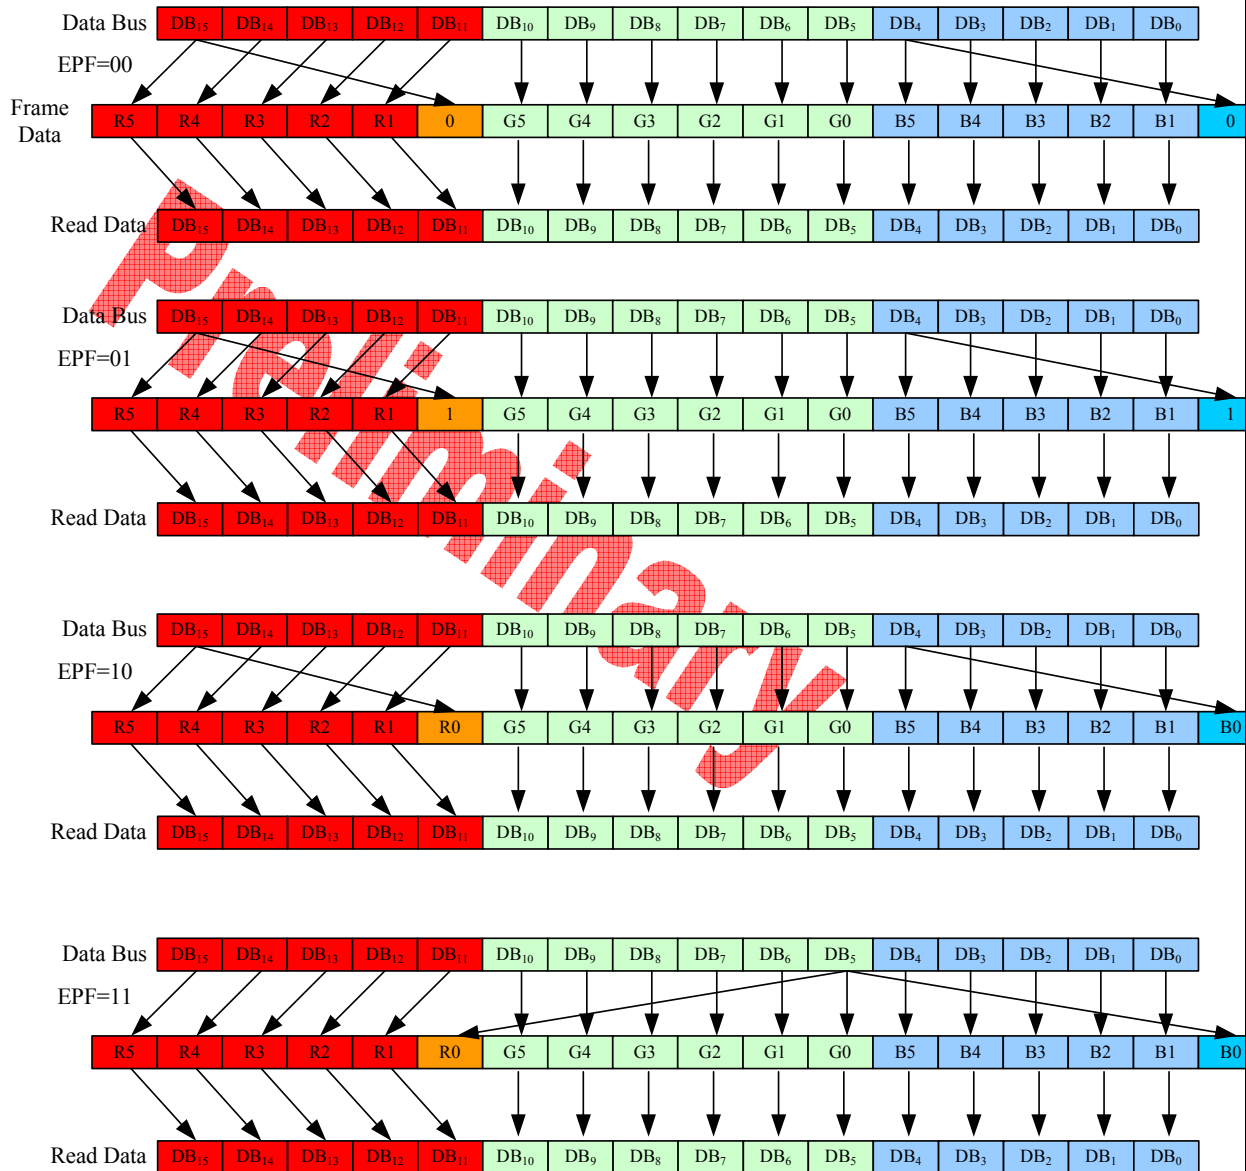 Data Bus DB15 DB14 DB13 DB12 DB11 DB10 DB9 DB8 DB7 DB6 DB5 DB4 DB3 DB2 DB1 DB0
EPF=00
Frame Data R5 R4 R3 R2 R1 0 G5 G4 G3 G2 G1 G0 B5 B4 B3 B2 B1 0
Read Data DB15 DB14 DB13 DB12 DB11 DB10 DB9 DB8 DB7 DB6 DB5 DB4 DB3 DB2 DB1 DB0
Preliminary
Data Bus DB15 DB14 DB13 DB12 DB11 DB10 DB9 DB8 DB7 DB6 DB5 DB4 DB3 DB2 DB1 DB0
EPF=01
R5 R4 R3 R2 R1 1 G5 G4 G3 G2 G1 G0 B5 B4 B3 B2 B1 1
Read Data DB15 DB14 DB13 DB12 DB11 DB10 DB9 DB8 DB7 DB6 DB5 DB4 DB3 DB2 DB1 DB0
Data Bus DB15 DB14 DB13 DB12 DB11 DB10 DB9 DB8 DB7 DB6 DB5 DB4 DB3 DB2 DB1 DB0
EPF=10
R5 R4 R3 R2 R1 R0 G5 G4 G3 G2 G1 G0 B5 B4 B3 B2 B1 B0
Read Data DB15 DB14 DB13 DB12 DB11 DB10 DB9 DB8 DB7 DB6 DB5 DB4 DB3 DB2 DB1 DB0
Data Bus DB15 DB14 DB13 DB12 DB11 DB10 DB9 DB8 DB7 DB6 DB5 DB4 DB3 DB2 DB1 DB0
EPF=11
R5 R4 R3 R2 R1 R0 G5 G4 G3 G2 G1 G0 B5 B4 B3 B2 B1 B0
Read Data DB15 DB14 DB13 DB12 DB11 DB10 DB9 DB8 DB7 DB6 DB5 DB4 DB3 DB2 DB1 DB0